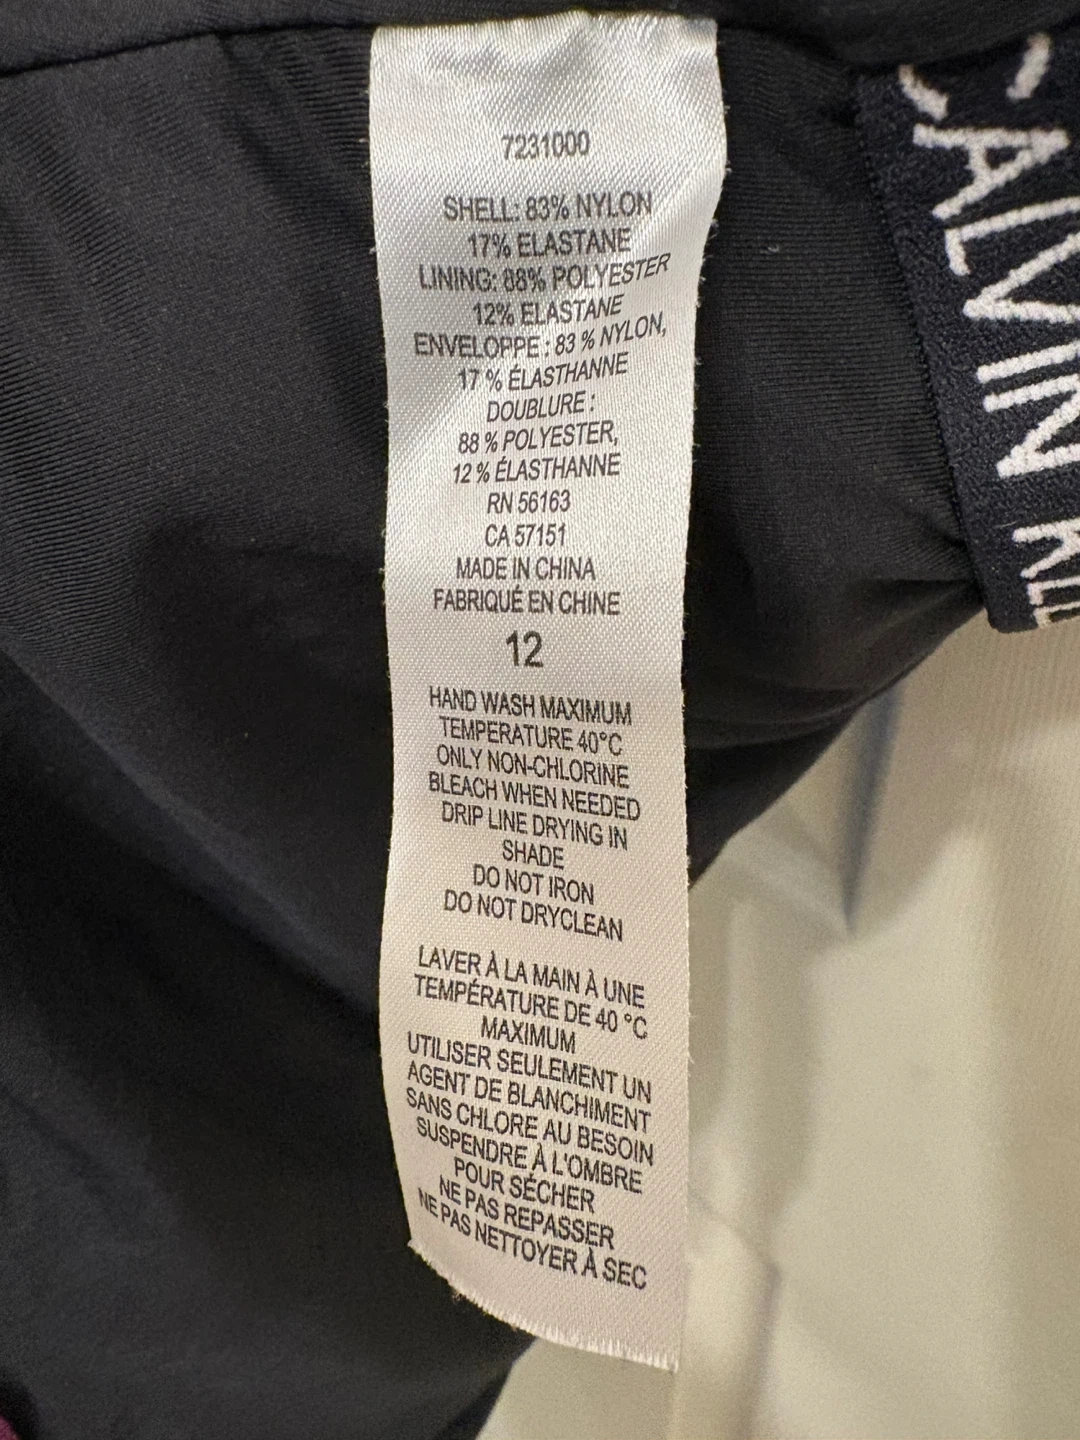 7231000
SHELL: 83% NYLON
17% ELASTANE
LINING: 88% POLYESTER
12% ELASTANE
ENVELOPPE : 83 % NYLON,
17 % ÉLASTHANNE
DOUBLURE :
88 % POLYESTER,
12 % ÉLASTHANNE
RN 56163
CA 57151
MADE IN CHINA
FABRIQUÉ EN CHINE
12
HAND WASH MAXIMUM
TEMPERATURE 40°C
ONLY NON-CHLORINE
BLEACH WHEN NEEDED
DRIP LINE DRYING IN
SHADE
DO NOT IRON
DO NOT DRYCLEAN
LAVER À LA MAIN À UNE
TEMPÉRATURE DE 40 °C
MAXIMUM
UTILISER SEULEMENT UN
AGENT DE BLANCHIMENT
SANS CHLORE AU BESOIN
SUSPENDRE À L'OMBRE
POUR SÉCHER
NE PAS REPASSER
NE PAS NETTOYER À SEC
CALVIN